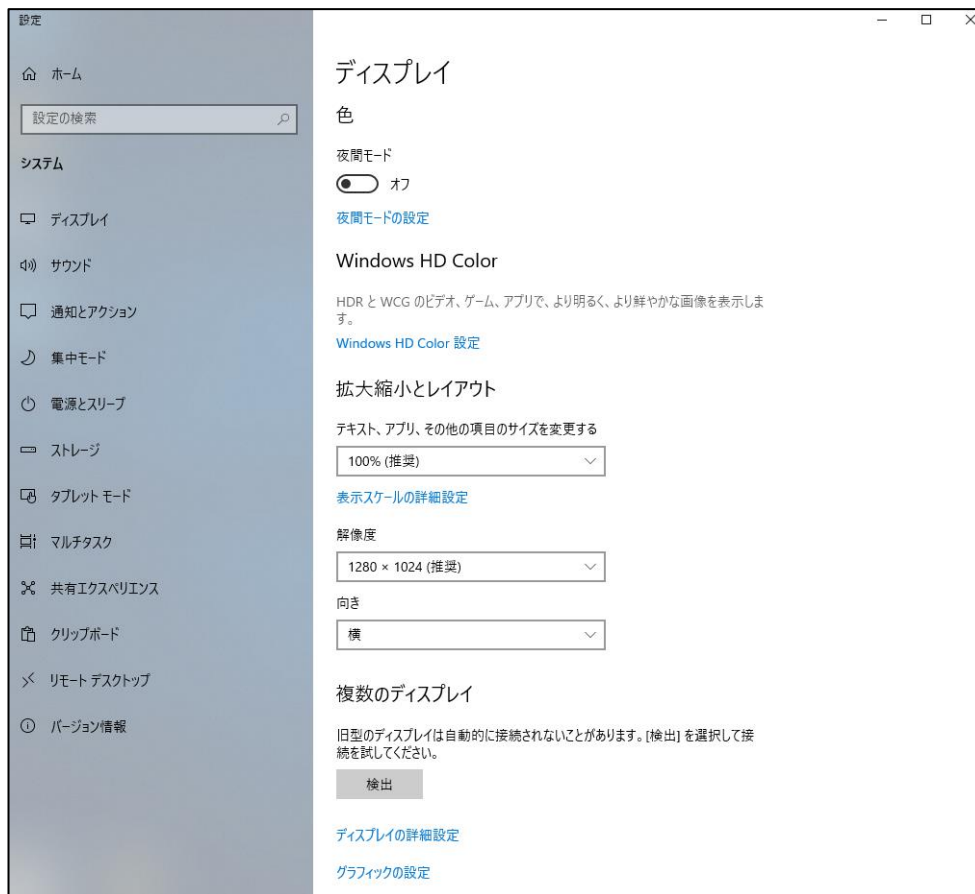 設定
ホーム
設定の検索
システム
ディスプレイ
サウンド
通知とアクション
集中モード
電源とスリープ
ストレージ
タブレット モード
マルチタスク
共有エクスペリエンス
クリップボード
リモート デスクトップ
バージョン情報
ディスプレイ
色
夜間モード
オフ
夜間モードの設定
Windows HD Color
HDR と WCG のビデオ、ゲーム、アプリで、より明るく、より鮮やかな画像を表示しま
す。
Windows HD Color 設定
拡大縮小とレイアウト
テキスト、アプリ、その他の項目のサイズを変更する
100% (推奨)
表示スケールの詳細設定
解像度
1280 × 1024 (推奨)
向き
横
複数のディスプレイ
旧型のディスプレイは自動的に接続されないことがあります。[検出] を選択して接
続を試してください。
検出
ディスプレイの詳細設定
グラフィックの設定